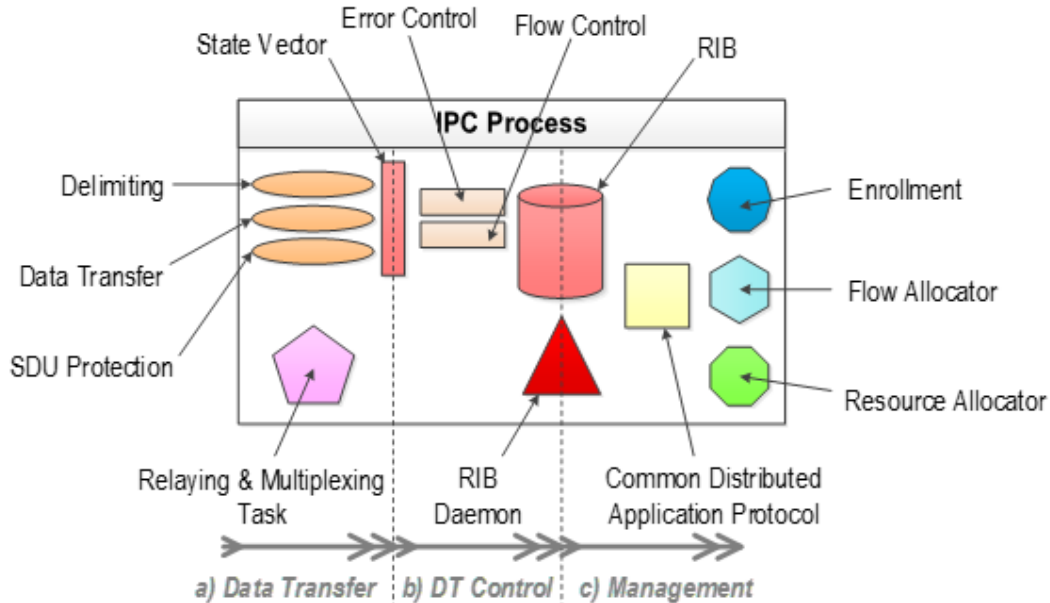 Error Control
Flow Control
State Vector
RIB
IPC Process
Delimiting
Enrollment
Data Transfer
Flow Allocator
SDU Protection
Resource Allocator
Relaying & Multiplexing
Task
RIB
Daemon
Common Distributed
Application Protocol
a) Data Transfer
b) DT Control
c) Management